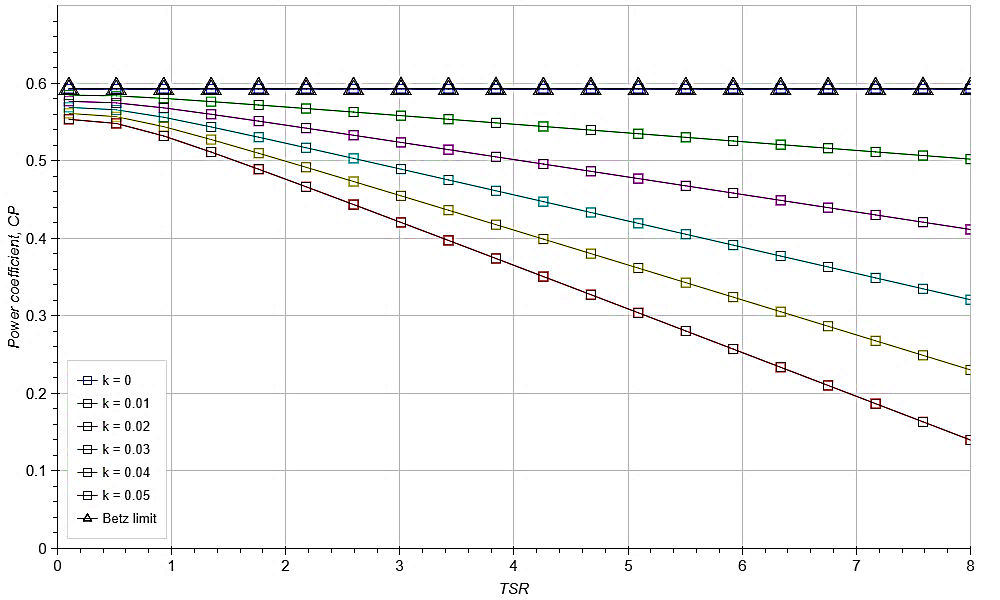 0.6
0.5
0.4
0.3
0.2
0.1
0
Power coefficient, CP
k = 0
k = 0.01
k = 0.02
k = 0.03
k = 0.04
k = 0.05
Betz limit
0 1 2 3 4 5 6 7 8
TSR